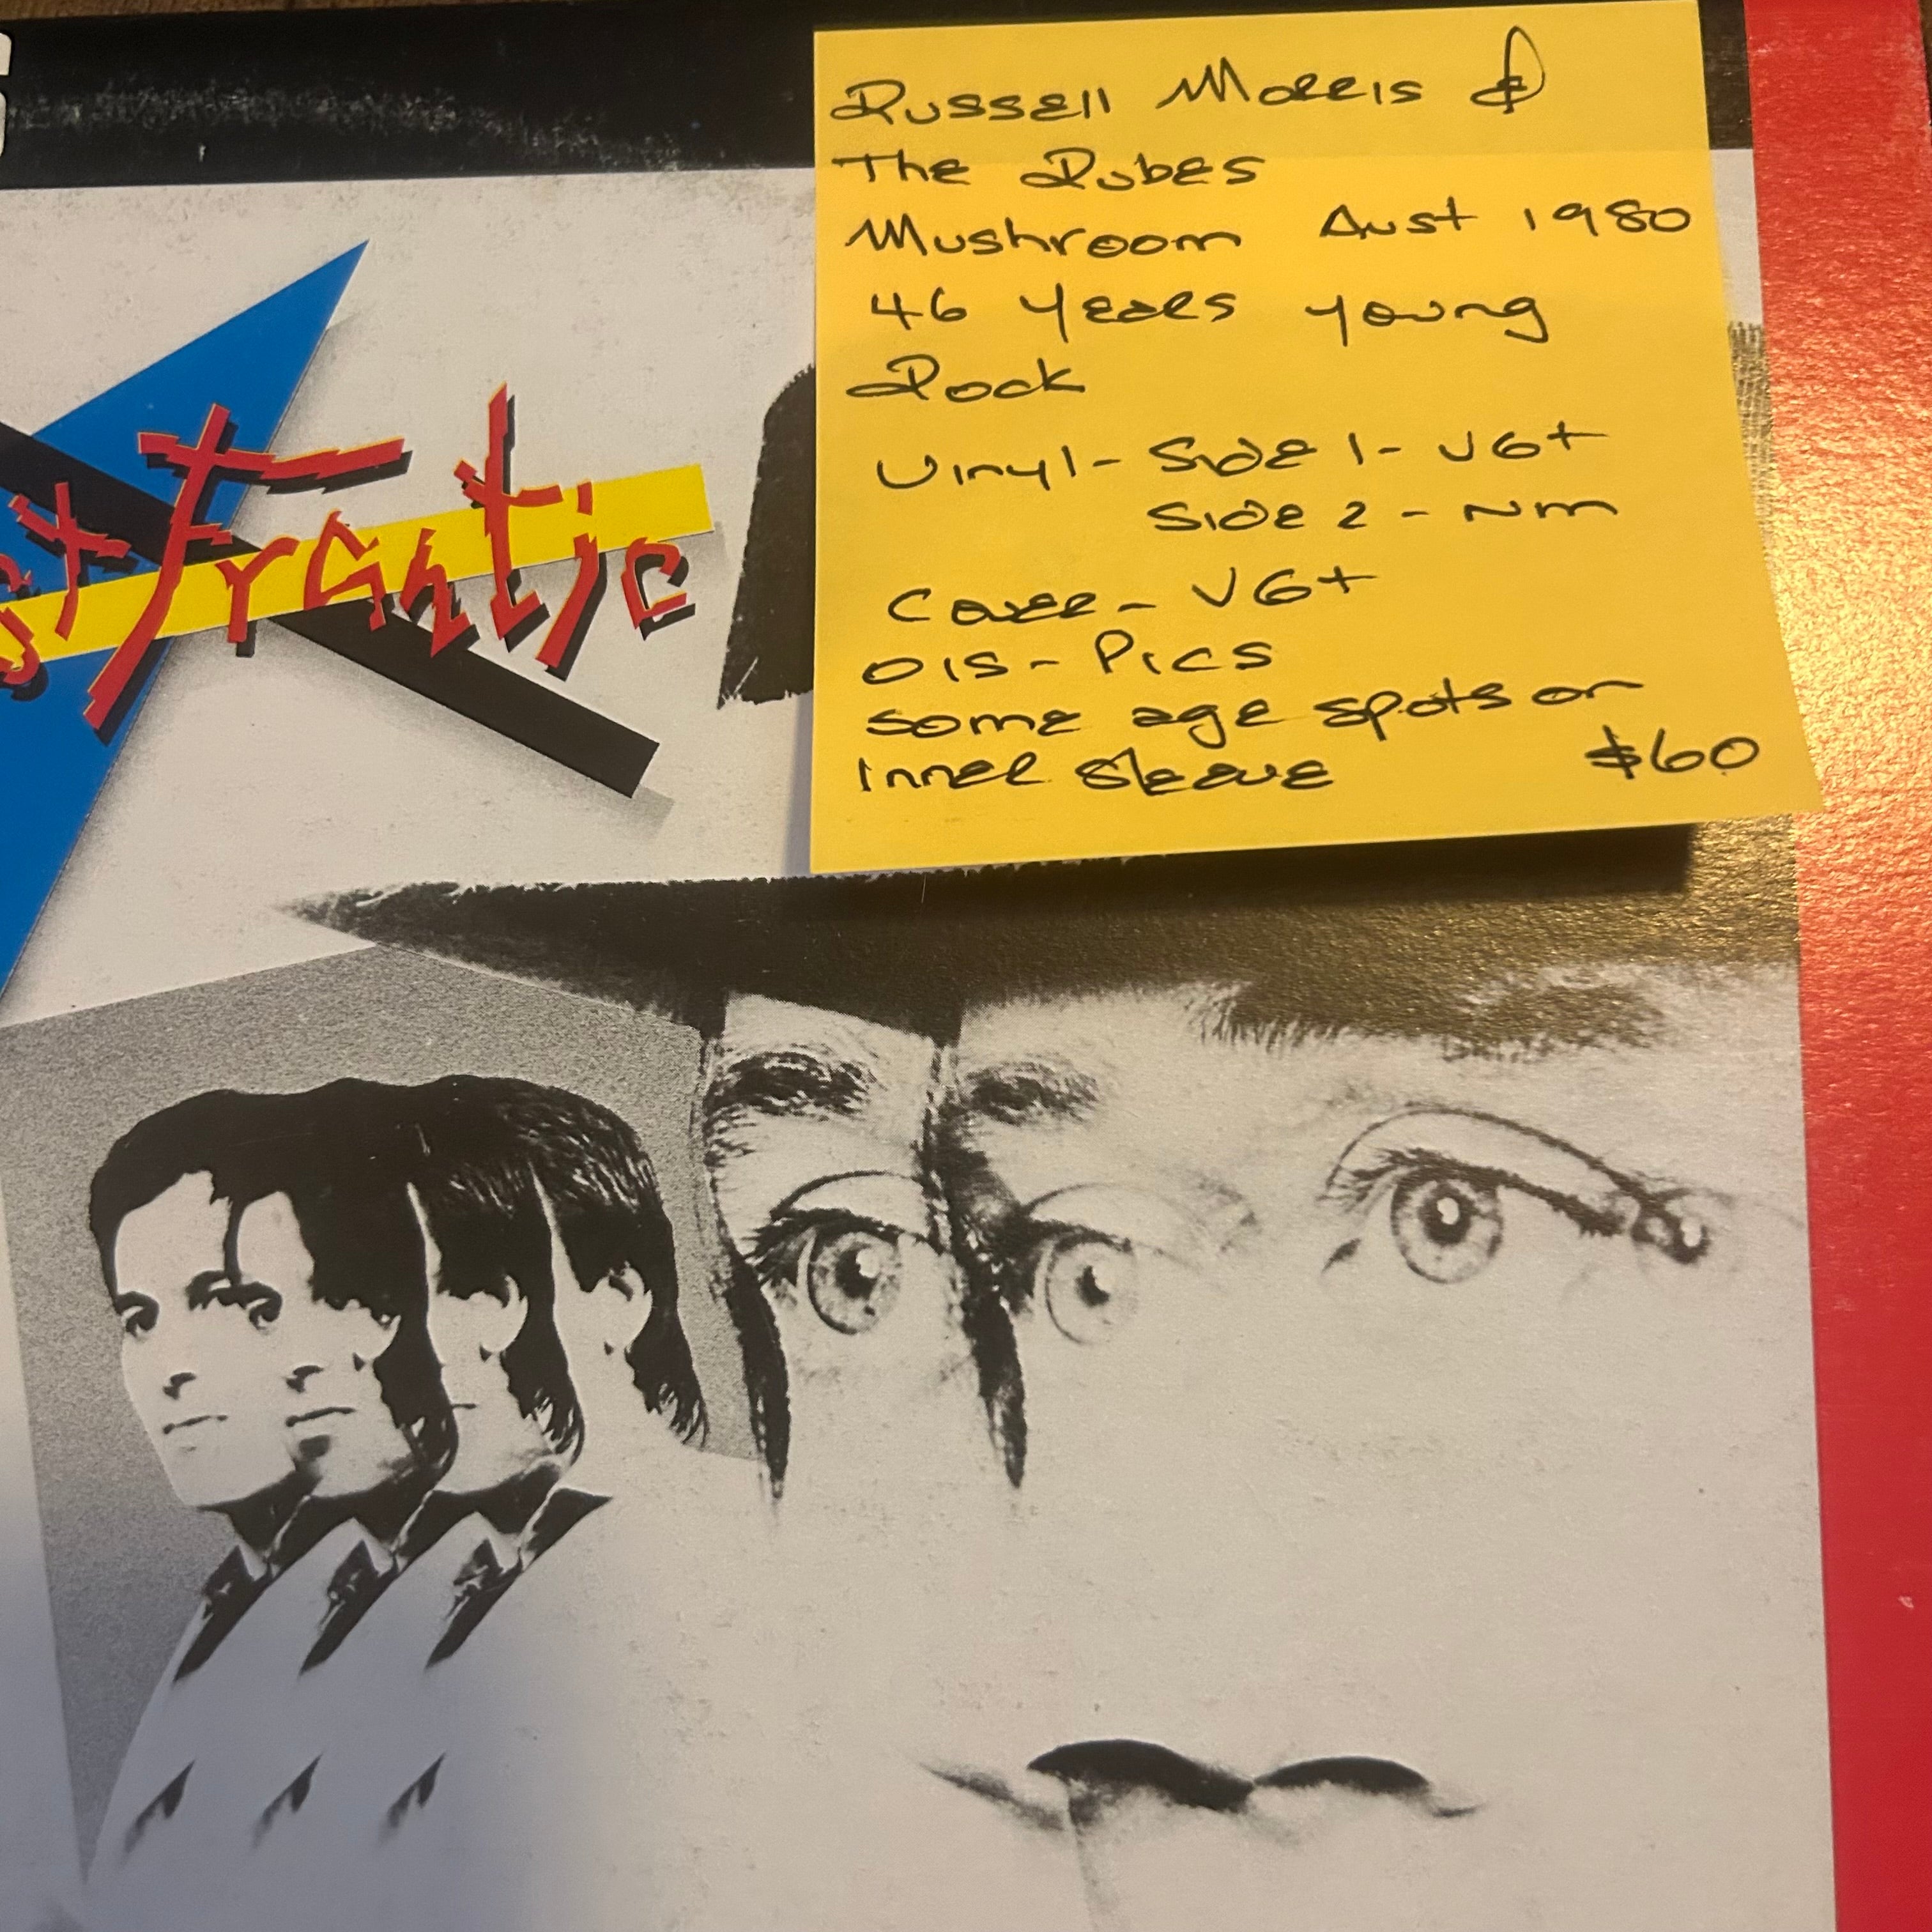 Russell Morris &
The Rubes
Mushroom Aust 1980
46 years young
Rock
Vinyl - Side 1 - VG+
Side 2 - NM
Cover - VG+
OIS - Pics
some age spots on
inner sleeve $60
Frantic